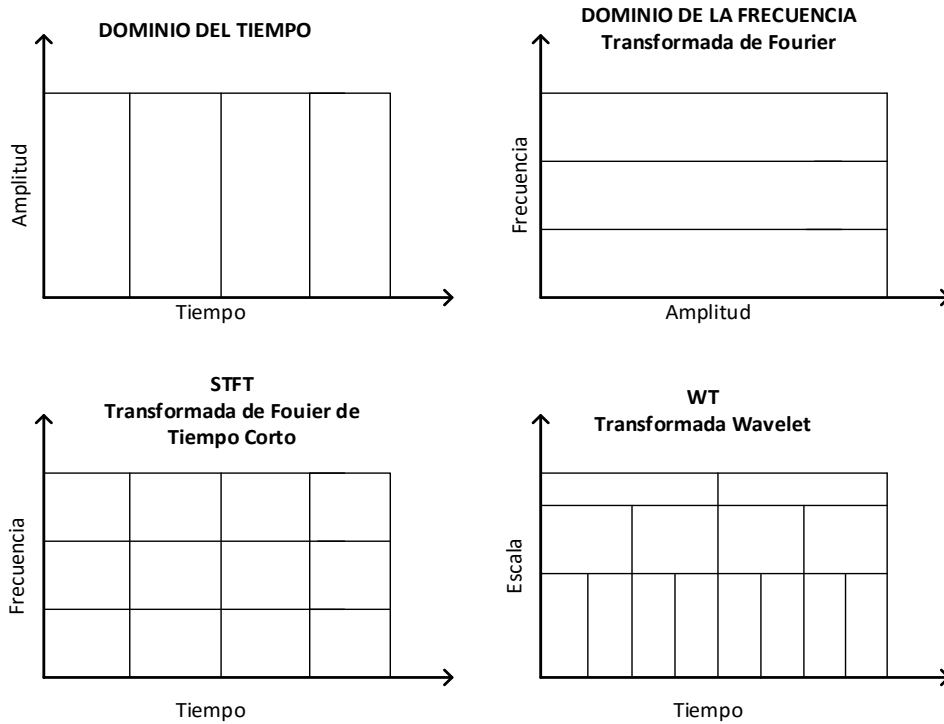 DOMINIO DEL TIEMPO
Amplitud
Tiempo
DOMINIO DE LA FRECUENCIA
Transformada de Fourier
Frecuencia
Amplitud
STFT
Transformada de Fouier de
Tiempo Corto
Frecuencia
Tiempo
WT
Transformada Wavelet
Escala
Tiempo